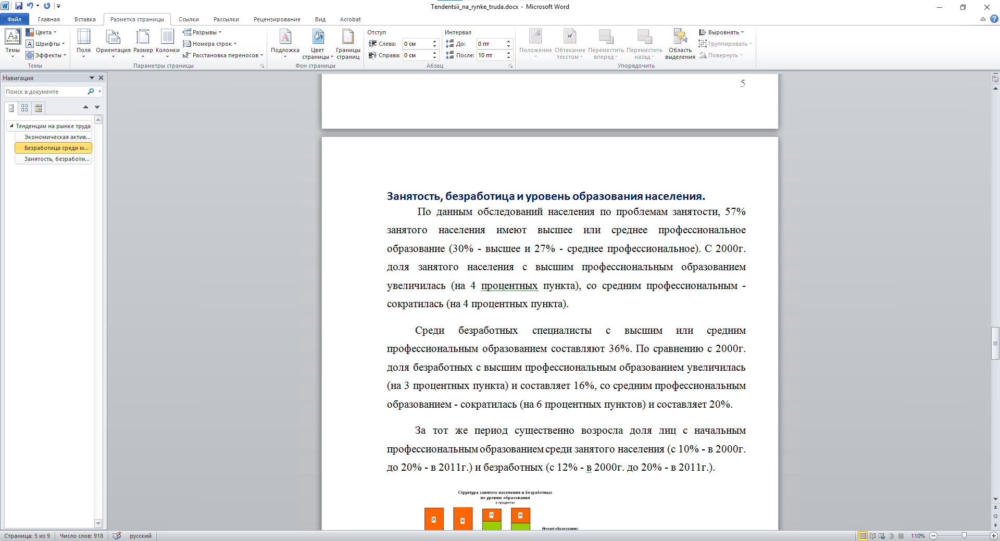 Tendentsii_na_rynke_truda.docx - Microsoft Word
Файл Главная Вставка Разметка страницы Ссылки Рассылки Рецензирование Вид Acrobat
Темы
Цвета
Шрифты
Эффекты
Темы
Поля
Ориентация
Размер
Колонки
Разрывы
Номера строк
Расстановка переносов
Параметры страницы
Подложка
Цвет страницы
Границы страниц
Фон страницы
Отступ
Слева: 0 см
Справа: 0 см
Интервал
До: 0 пт
После: 10 пт
Абзац
Положение
Обтекание текстом
Переместить вперед
Переместить назад
Область выделения
Выровнять
Группировать
Повернуть
Упорядочить
Навигация
Поиск в документе
Тенденции на рынке труда
Экономическая актив...
Безработица среди м...
Занятость, безработи...
5
Занятость, безработица и уровень образования населения.
По данным обследований населения по проблемам занятости, 57%
занятого населения имеют высшее или среднее профессиональное
образование (30% - высшее и 27% - среднее профессиональное). С 2000г.
доля занятого населения с высшим профессиональным образованием
увеличилась (на 4 процентных пункта), со средним профессиональным -
сократилась (на 4 процентных пункта).
Среди безработных специалисты с высшим или средним
профессиональным образованием составляют 36%. По сравнению с 2000г.
доля безработных с высшим профессиональным образованием увеличилась
(на 3 процентных пункта) и составляет 16%, со средним профессиональным
образованием - сократилась (на 6 процентных пунктов) и составляет 20%.
За тот же период существенно возросла доля лиц с начальным
профессиональным образованием среди занятого населения (с 10% - в 2000г.
до 20% - в 2011г.) и безработных (с 12% - в 2000г. до 20% - в 2011г.).
Структура занятого населения и безработных
по уровню образования
в процентах
26 30 13 16
Имеют образование:
Страница: 5 из 9 Число слов: 918 русский 110%